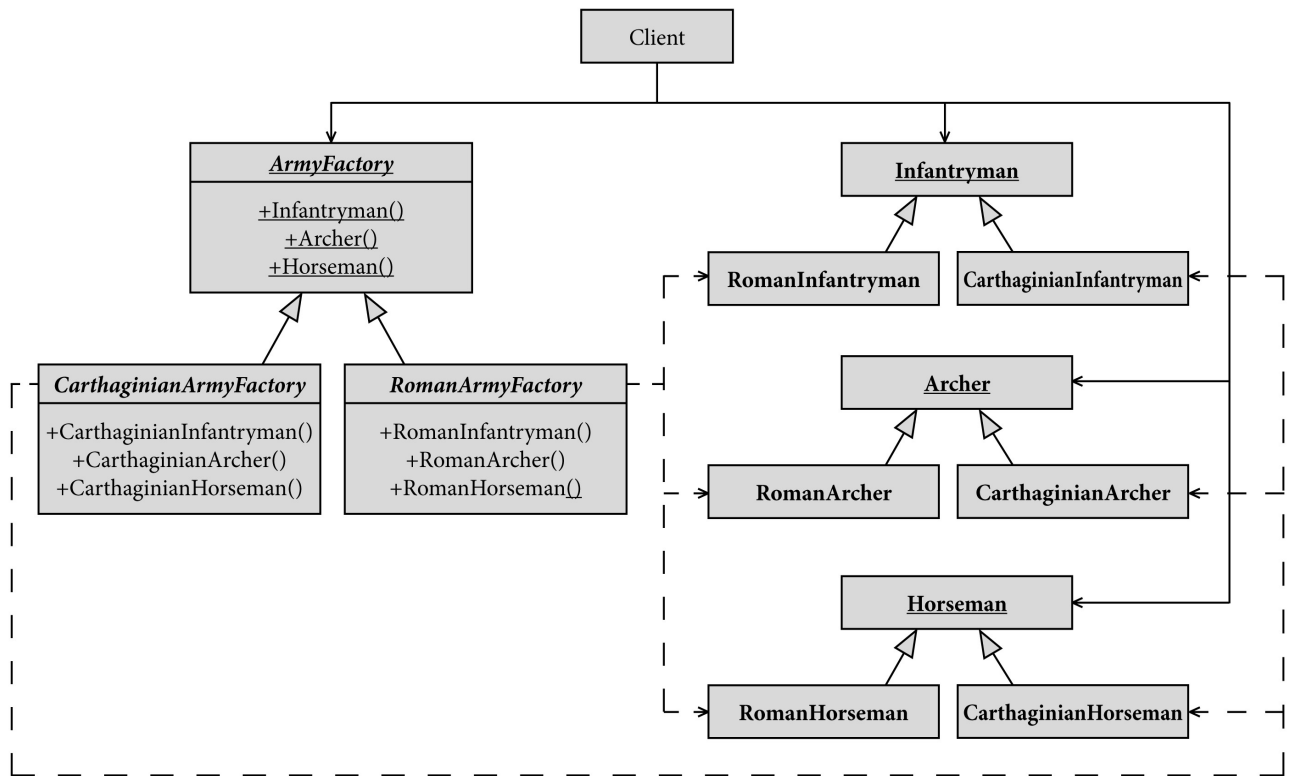 Client
ArmyFactory
+Infantryman()
+Archer()
+Horseman()
Infantryman
RomanInfantryman
CarthaginianInfantryman
CarthaginianArmyFactory
+CarthaginianInfantryman()
+CarthaginianArcher()
+CarthaginianHorseman()
RomanArmyFactory
+RomanInfantryman()
+RomanArcher()
+RomanHorseman()
Archer
RomanArcher
CarthaginianArcher
Horseman
RomanHorseman
CarthaginianHorseman